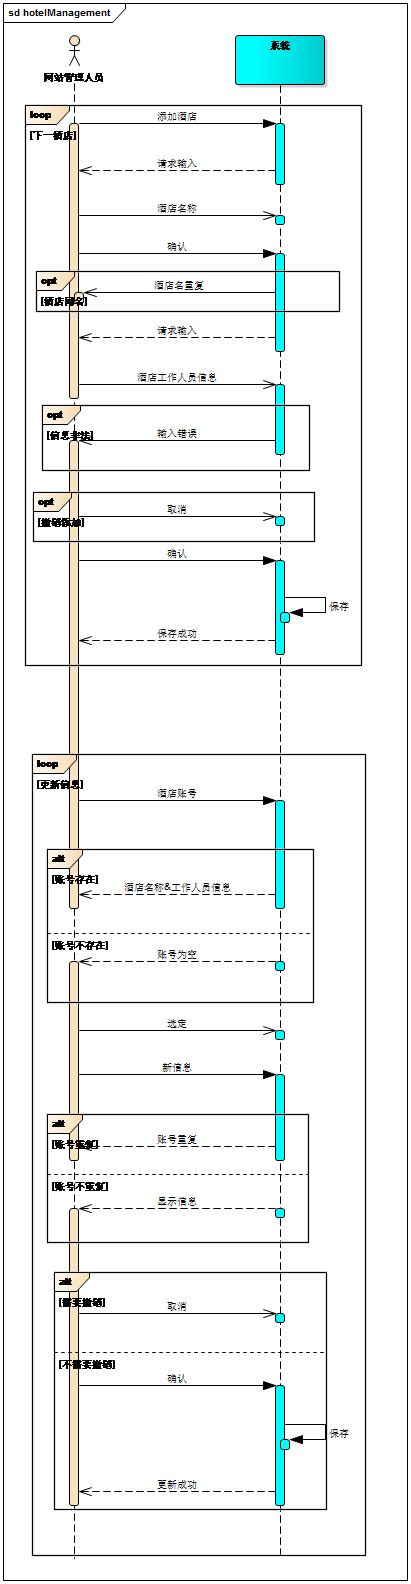 sd hotelManagement
系统
网站管理人员
loop
添加酒店
[下一酒店]
请求输入
酒店名称
确认
opt
酒店名重复
[酒店同名]
请求输入
酒店工作人员信息
opt
输入错误
[信息非法]
opt
取消
[撤销添加]
确认
保存
保存成功
loop
[更新信息]
酒店账号
alt
[账号存在]
酒店名称&工作人员信息
[账号不存在]
账号为空
选定
新信息
alt
账号重复
[账号重复]
[账号不重复]
显示信息
alt
[需要撤销]
取消
[不需要撤销]
确认
保存
更新成功